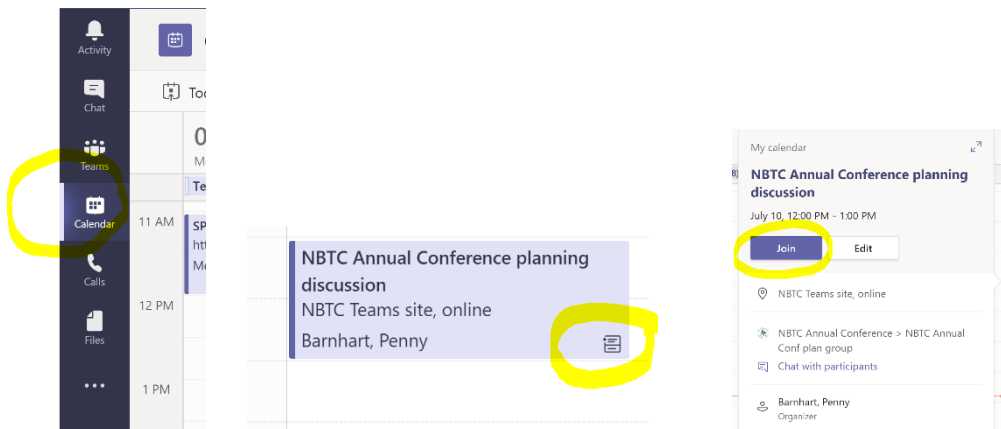 Activity
Chat
Teams
Calendar
Calls
Files
11 AM
12 PM
1 PM
NBTC Annual Conference planning
discussion
NBTC Teams site, online
Barnhart, Penny
My calendar
NBTC Annual Conference planning
discussion
July 10, 12:00 PM - 1:00 PM
Join
Edit
NBTC Teams site, online
NBTC Annual Conference > NBTC Annual
Conf plan group
Chat with participants
Barnhart, Penny
Organizer